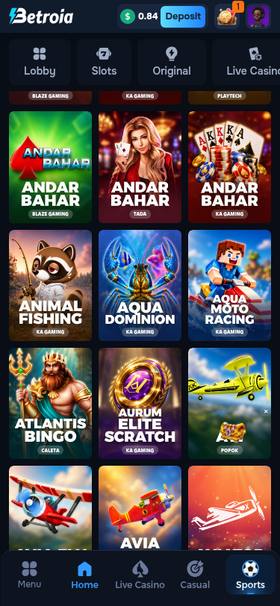 Betroia
$ 0.84 Deposit
1
Lobby
Slots
Original
Live Casino
BLAZE GAMING
KA GAMING
PLAYTECH
ANDAR BAHAR
ANDAR
BAHAR
BLAZE GAMING
ANDAR
BAHAR
TADA
ANDAR
BAHAR
KA GAMING
ANIMAL
FISHING
KA GAMING
AQUA
DOMINION
KA GAMING
AQUA
MOTO
RACING
KA GAMING
ATLANTIS
BINGO
CALETA
AURUM
ELITE
SCRATCH
KA GAMING
POPOK
AVIA
Menu
Home
Live Casino
Casual
Sports